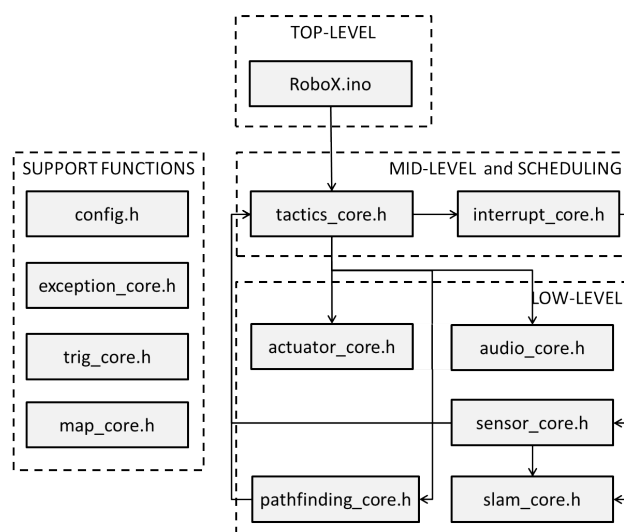 TOP-LEVEL
RoboX.ino
SUPPORT FUNCTIONS
config.h
exception_core.h
trig_core.h
map_core.h
MID-LEVEL and SCHEDULING
tactics_core.h
interrupt_core.h
LOW-LEVEL
actuator_core.h
audio_core.h
sensor_core.h
pathfinding_core.h
slam_core.h